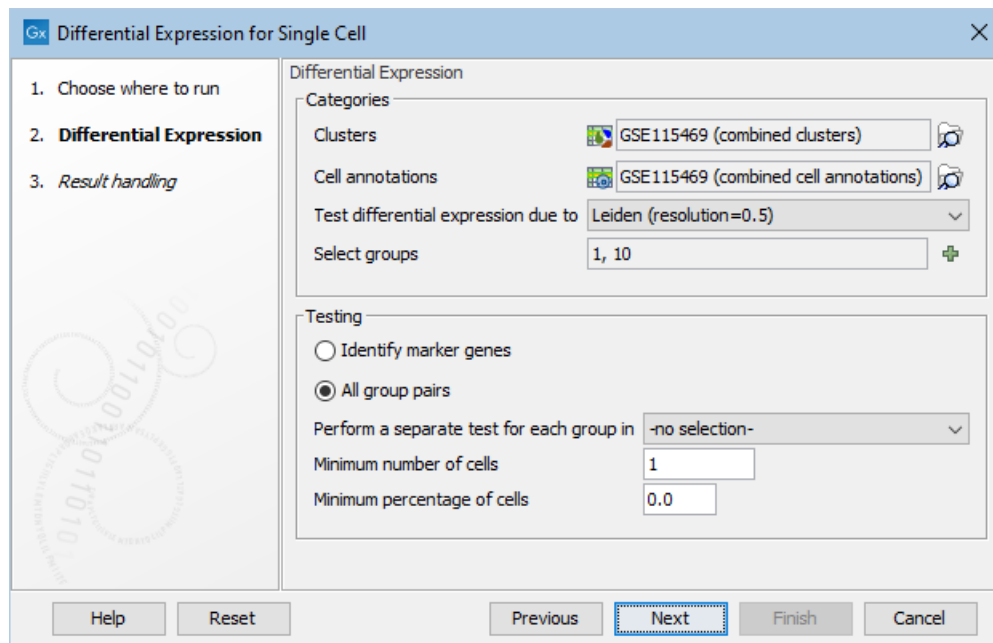 Gx Differential Expression for Single Cell
1. Choose where to run
2. Differential Expression
3. Result handling
Differential Expression
Categories
Clusters GSE115469 (combined clusters)
Cell annotations GSE115469 (combined cell annotations)
Test differential expression due to Leiden (resolution=0.5)
Select groups 1, 10
Testing
Identify marker genes
All group pairs
Perform a separate test for each group in -no selection-
Minimum number of cells 1
Minimum percentage of cells 0.0
Help Reset Previous Next Finish Cancel